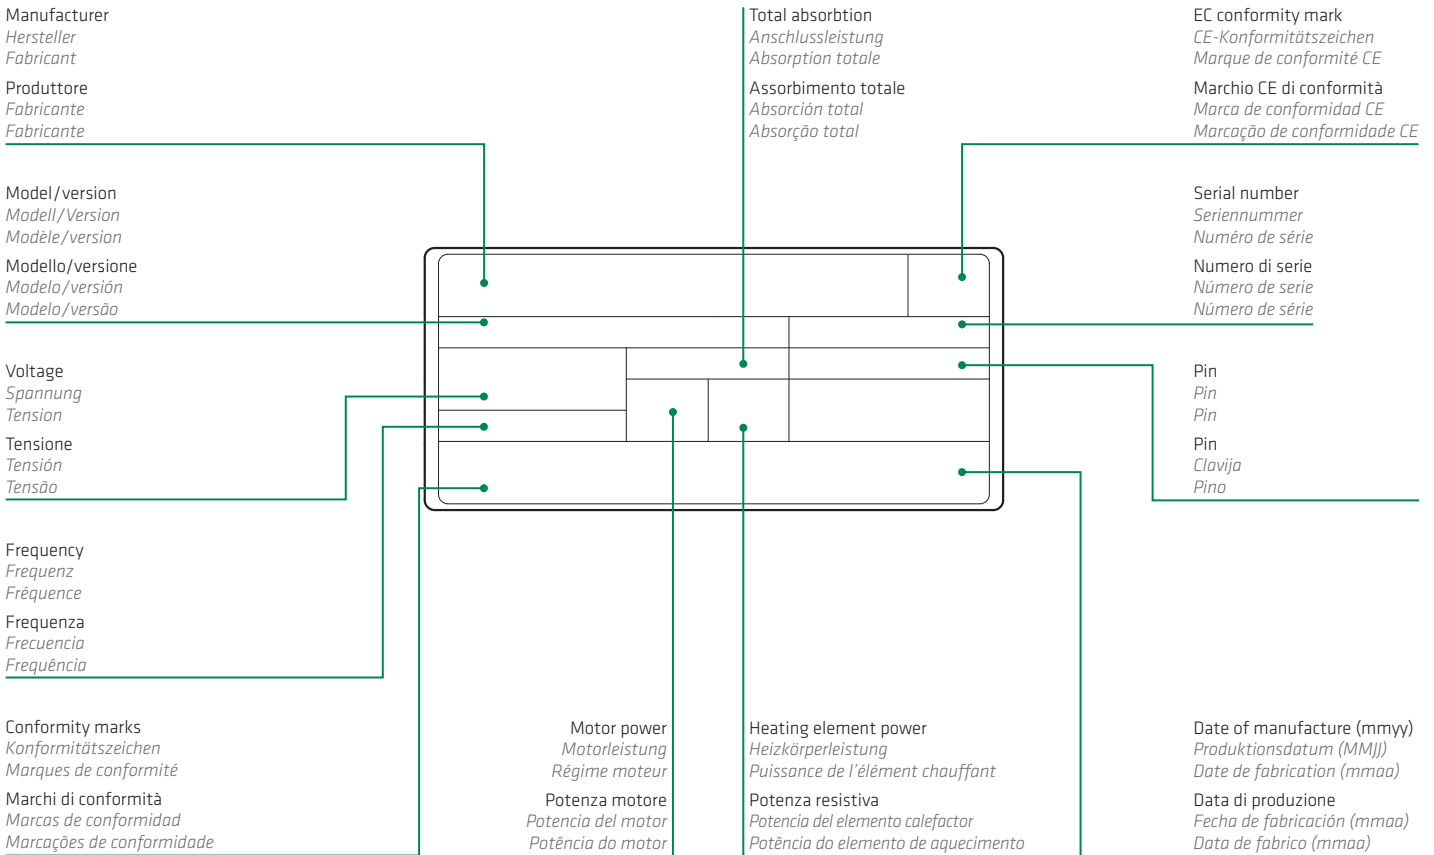 Manufacturer
Hersteller
Fabricant
Produttore
Fabricante
Fabricante
Total absorbtion
Anschlussleistung
Absorption totale
Assorbimento totale
Absorción total
Absorção total
EC conformity mark
CE-Konformitätszeichen
Marque de conformité CE
Marchio CE di conformità
Marca de conformidad CE
Marcação de conformidade CE
Model/version
Modell/Version
Modèle/version
Modello/versione
Modelo/versión
Modelo/versão
Serial number
Seriennummer
Numéro de série
Numero di serie
Número de serie
Número de série
Voltage
Spannung
Tension
Tensione
Tensión
Tensão
Pin
Pin
Pin
Pin
Clavija
Pino
Frequency
Frequenz
Fréquence
Frequenza
Frecuencia
Frequência
Conformity marks
Konformitätszeichen
Marques de conformité
Marchi di conformità
Marcas de conformidad
Marcações de conformidade
Motor power
Motorleistung
Régime moteur
Potenza motore
Potencia del motor
Potência do motor
Heating element power
Heizkörperleistung
Puissance de l'élément chauffant
Potenza resistiva
Potencia del elemento calefactor
Potência do elemento de aquecimento
Date of manufacture (mmyy)
Produktionsdatum (MMJJ)
Date de fabrication (mmaa)
Data di produzione
Fecha de fabricación (mmaa)
Data de fabrico (mmaa)